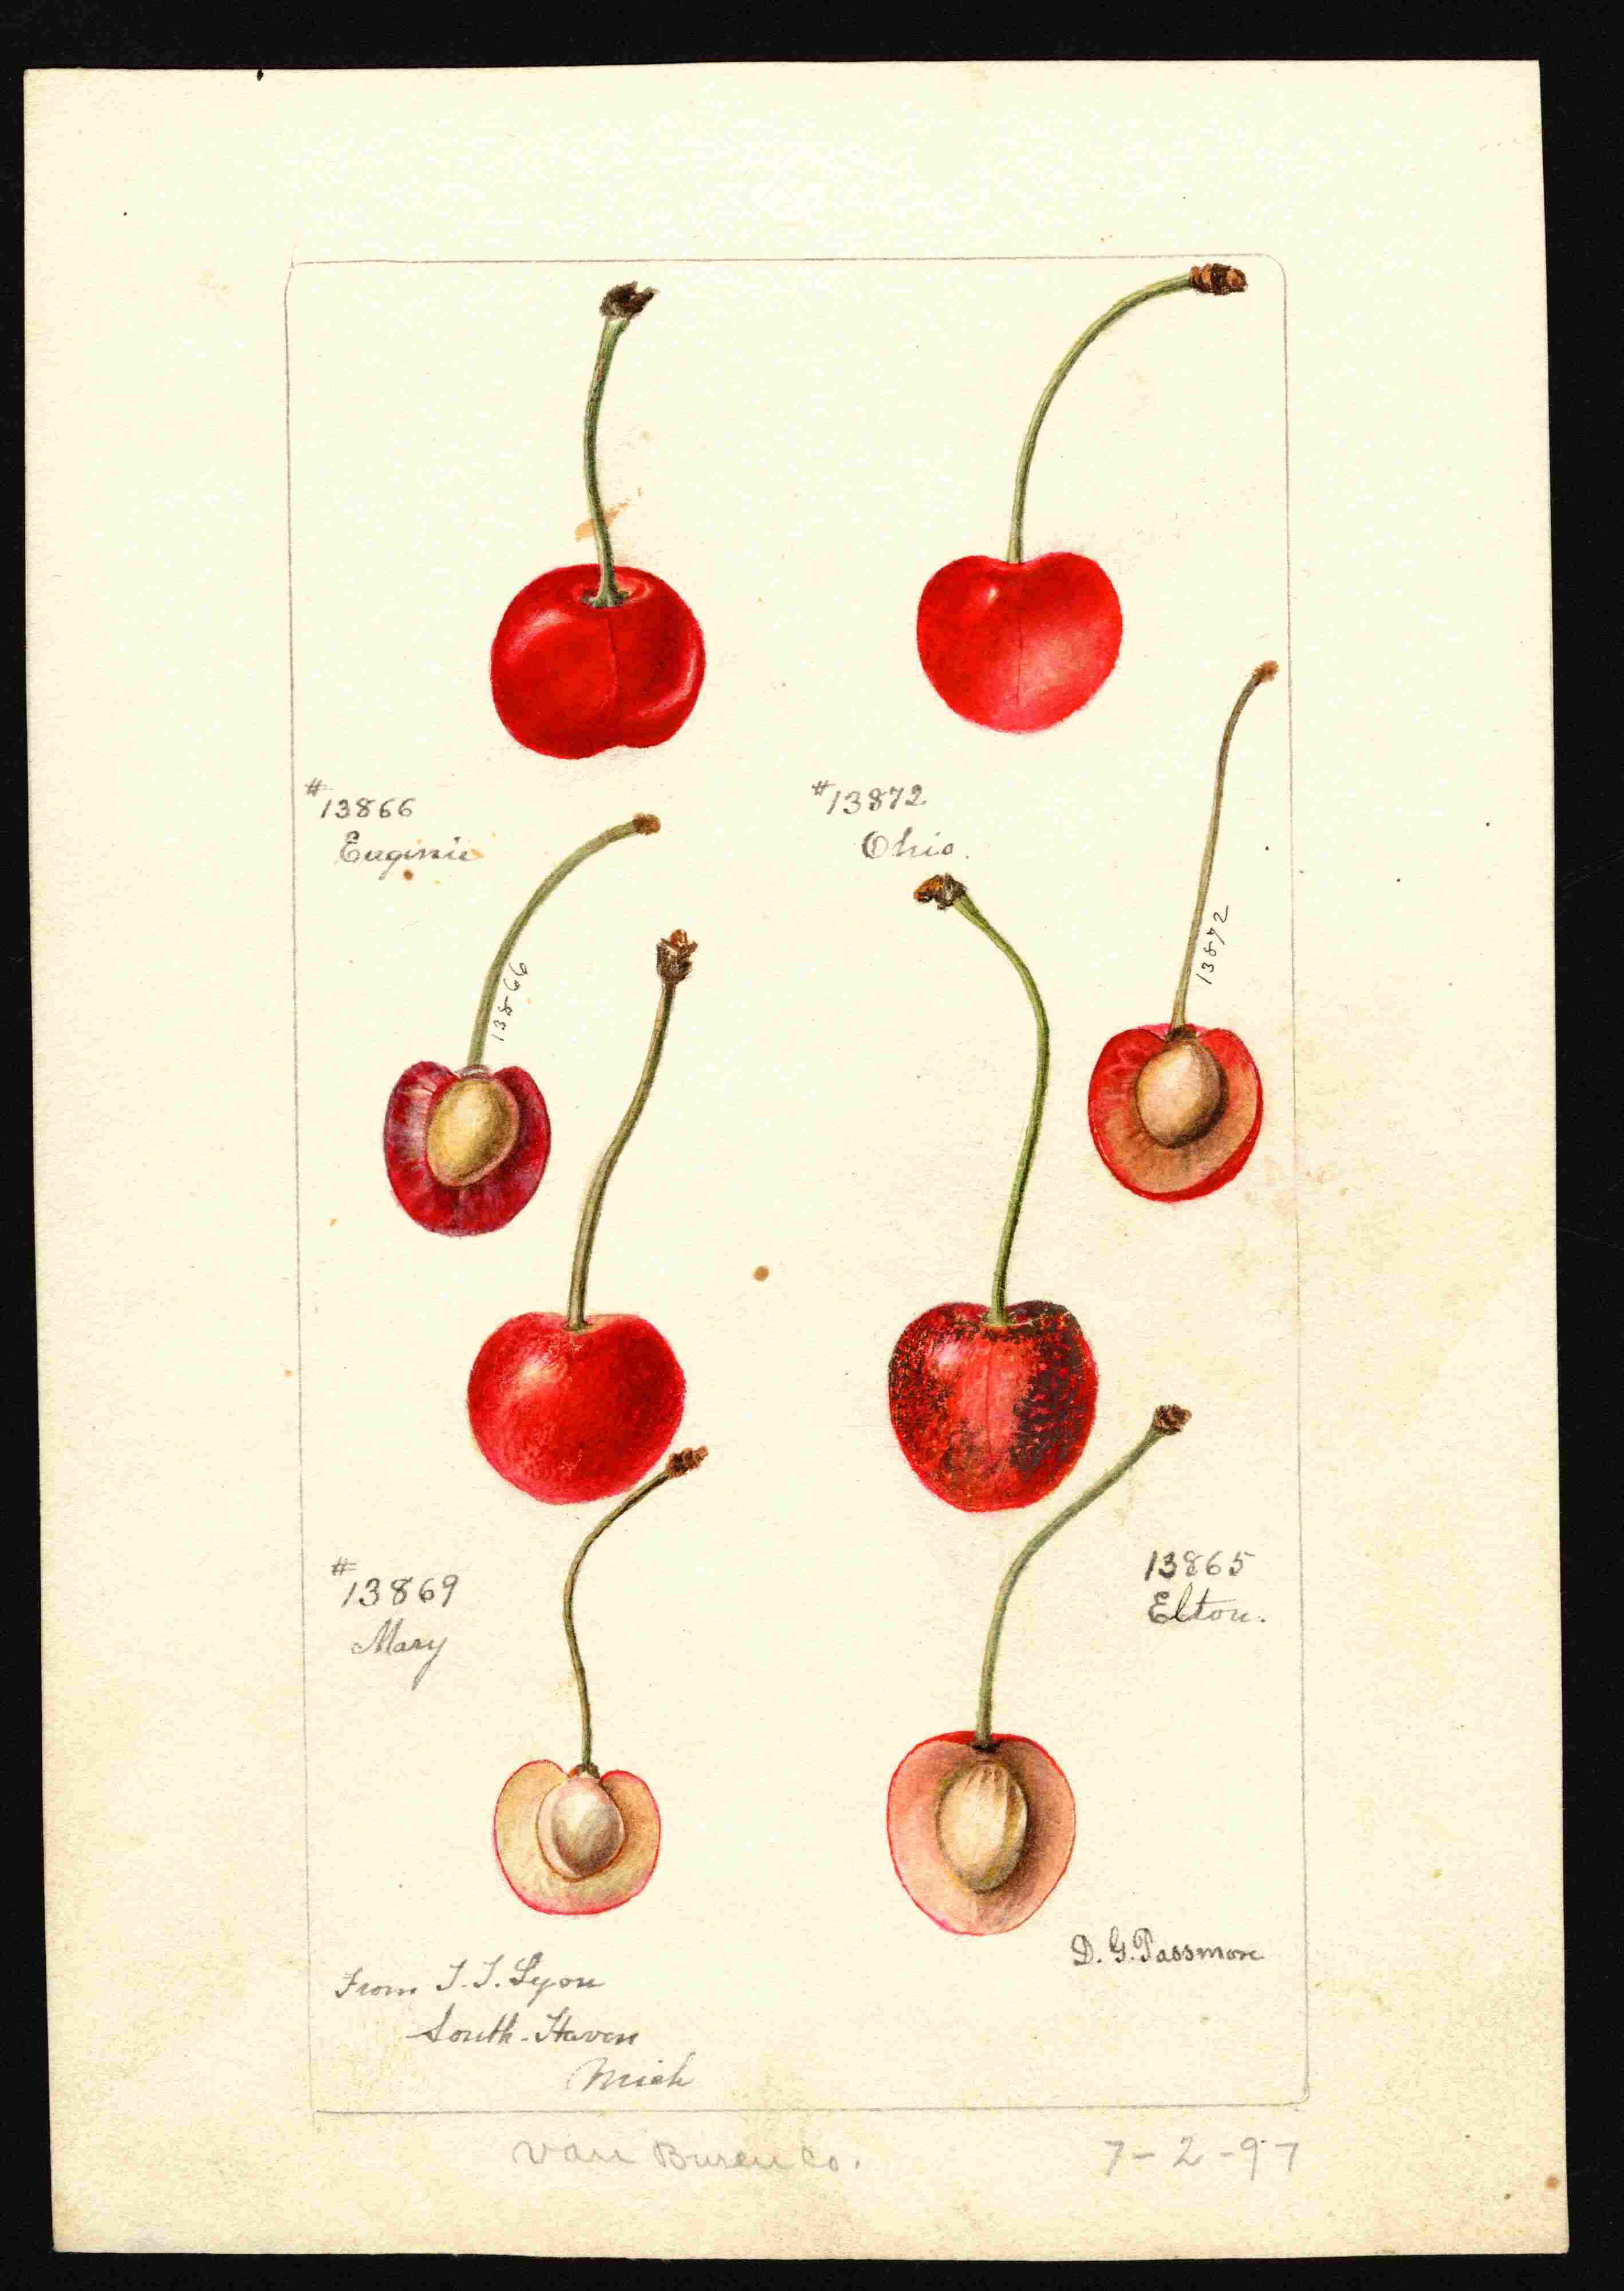 #13866
Eugenie
#13872
Ohio.
13866
13872
#13869
Mary
13865
Elton.
D. G. Passmore
From T. T. Lyon
South-Haven
Mich
Van Buren Co.
7-2-97